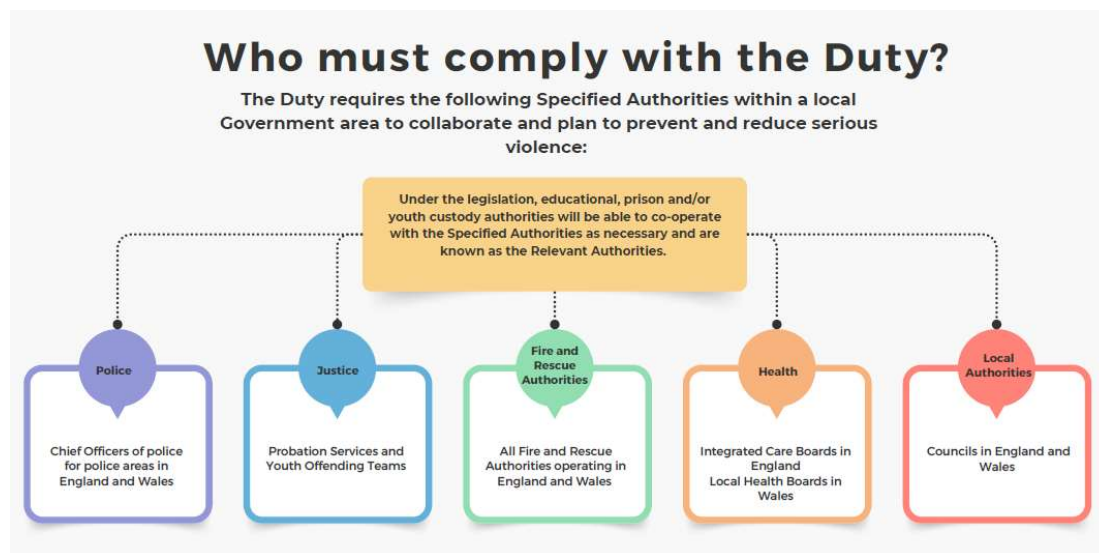 Who must comply with the Duty?
The Duty requires the following Specified Authorities within a local
Government area to collaborate and plan to prevent and reduce serious
violence:
Under the legislation, educational, prison and/or
youth custody authorities will be able to co-operate
with the Specified Authorities as necessary and are
known as the Relevant Authorities.
Police
Chief Officers of police
for police areas in
England and Wales
Justice
Probation Services and
Youth Offending Teams
Fire and
Rescue
Authorities
All Fire and Rescue
Authorities operating in
England and Wales
Health
Integrated Care Boards in
England
Local Health Boards in
Wales
Local
Authorities
Councils in England and
Wales